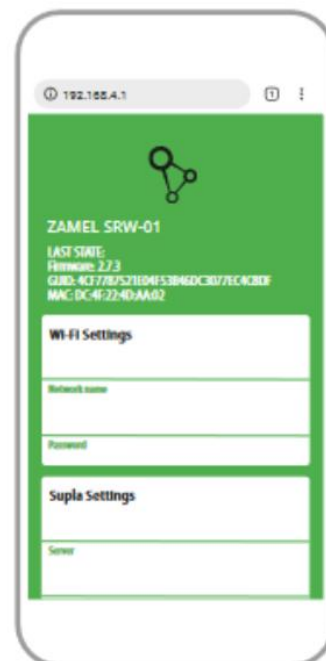 192.168.4.1
1
ZAMEL SRW-01
LAST STATE:
Firmware: 2.7.3
GUID:
MAC: DC:4F:22:4D:AA:02
Wi-Fi Settings
Network name
Password
Supla Settings
Server